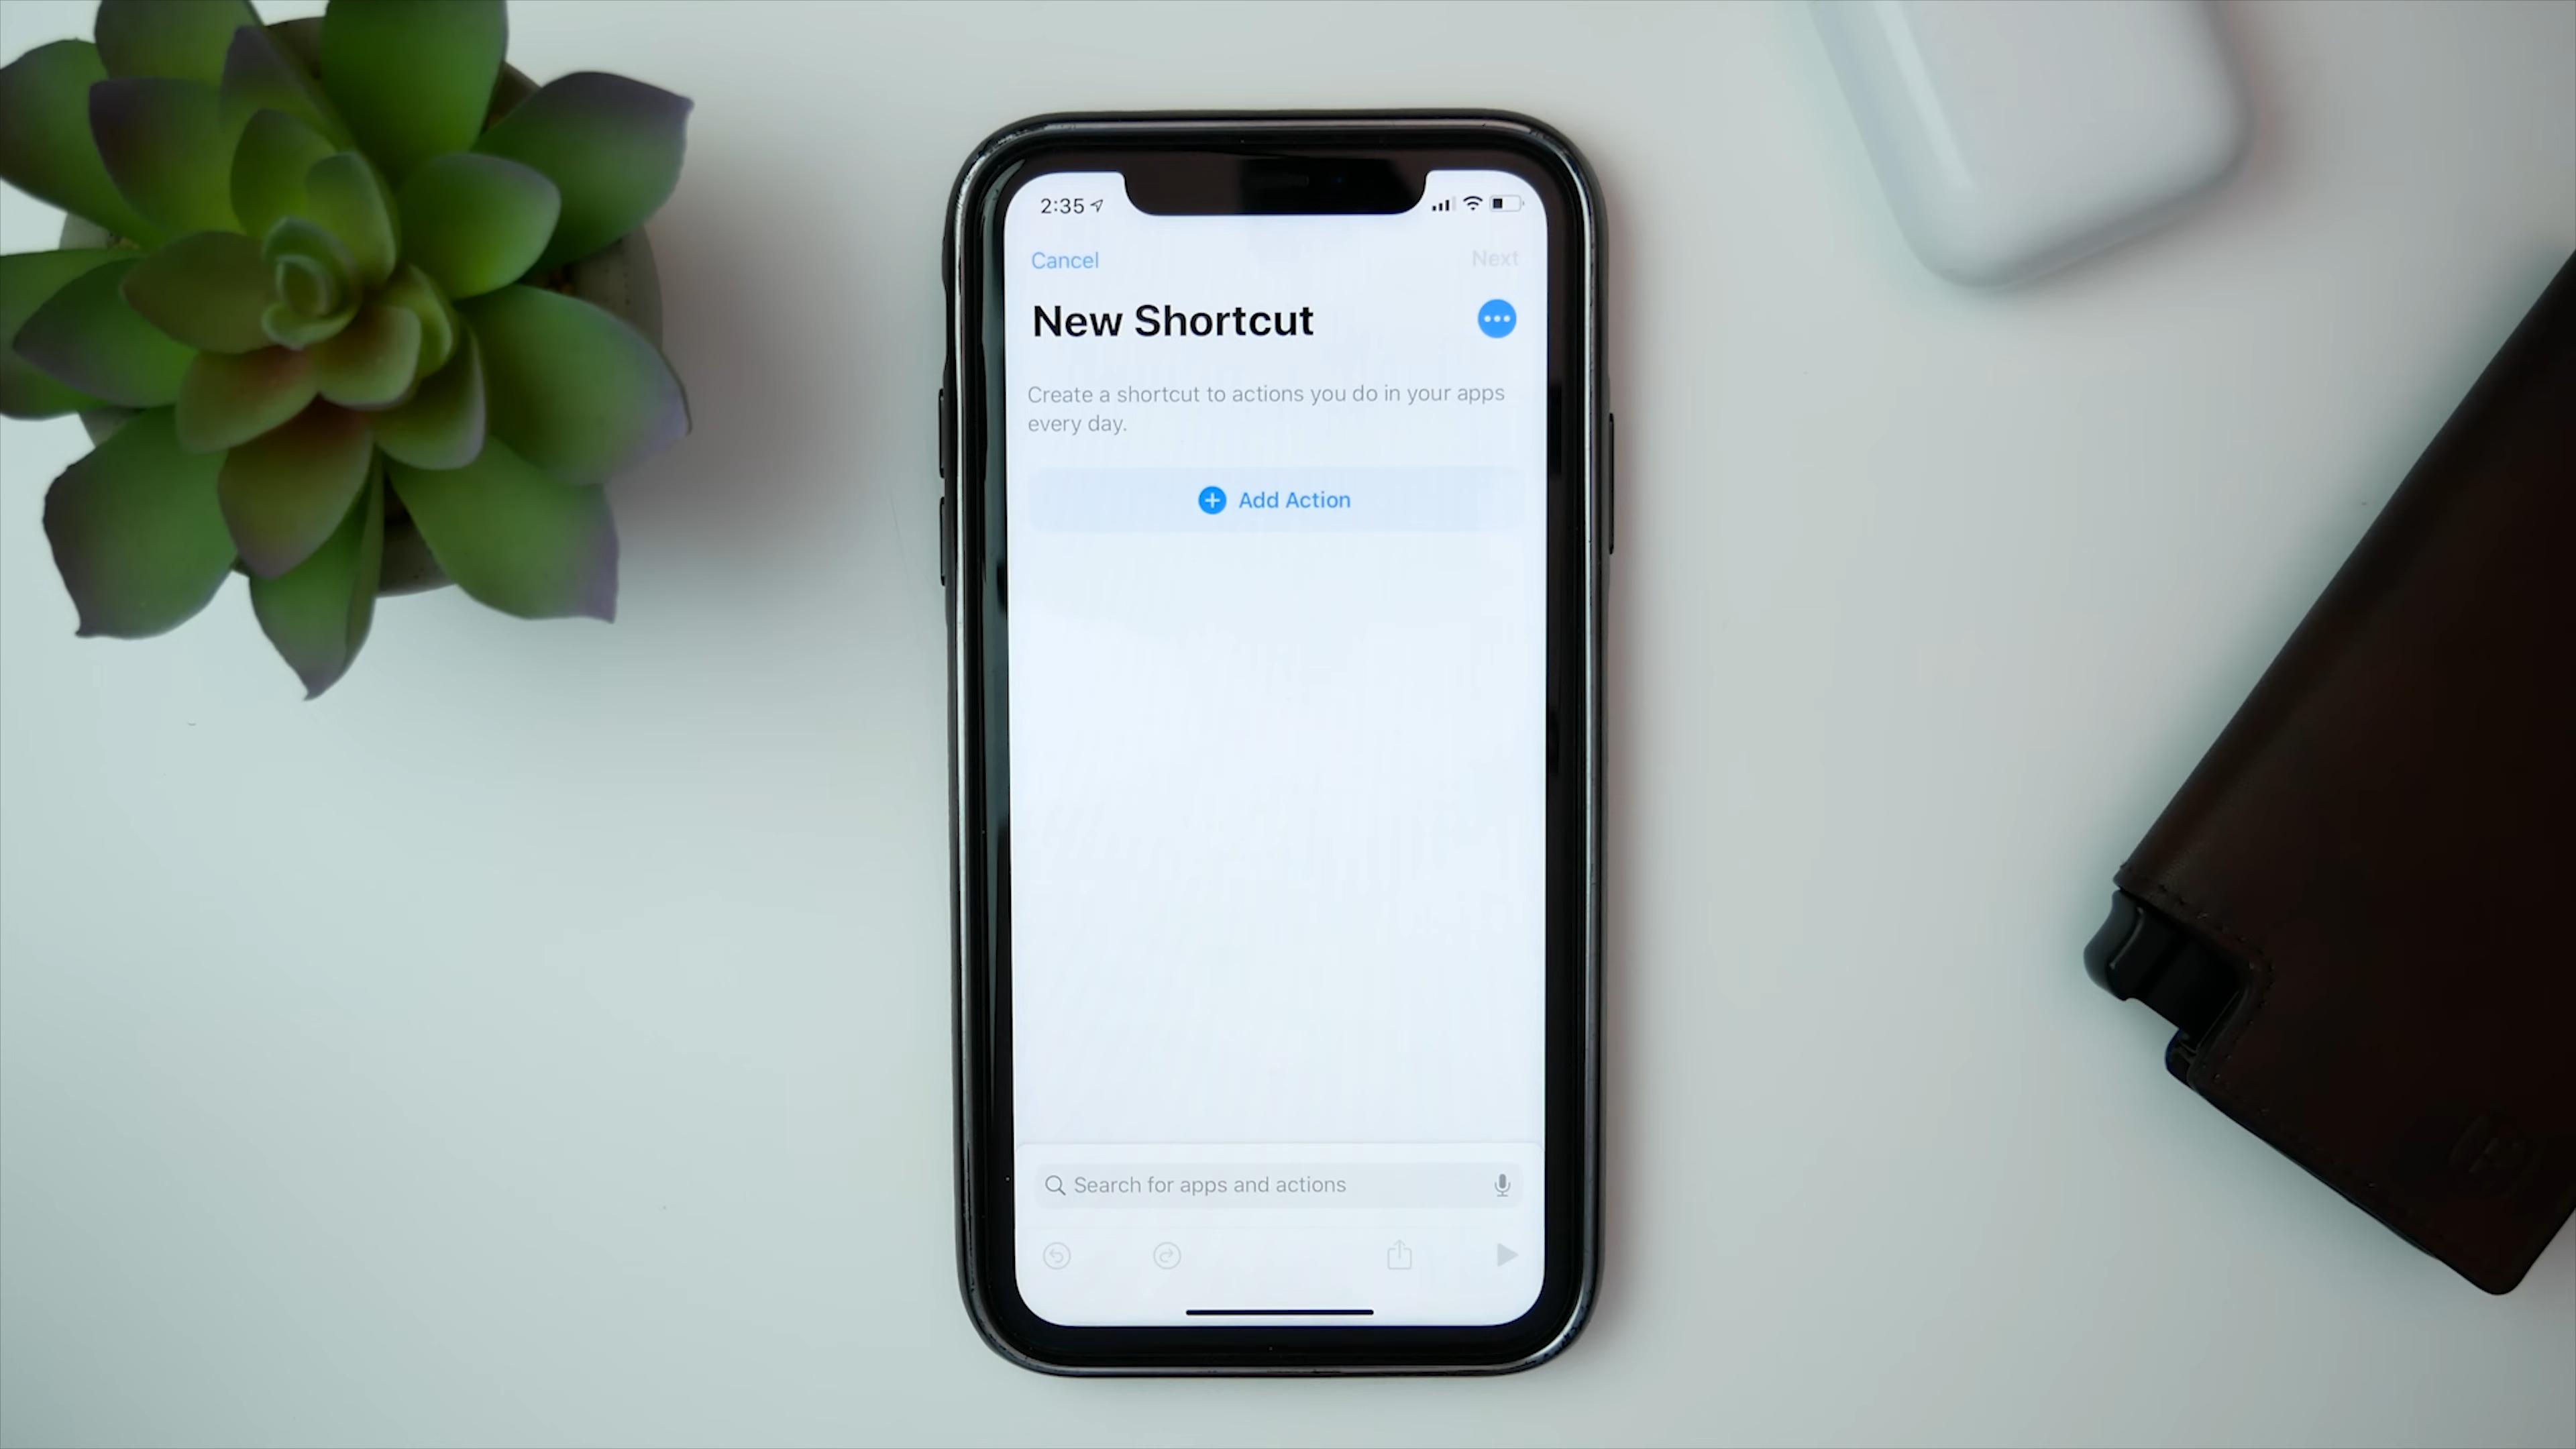 2:35
Cancel
Next
New Shortcut
Create a shortcut to actions you do in your apps
every day.
Add Action
Search for apps and actions